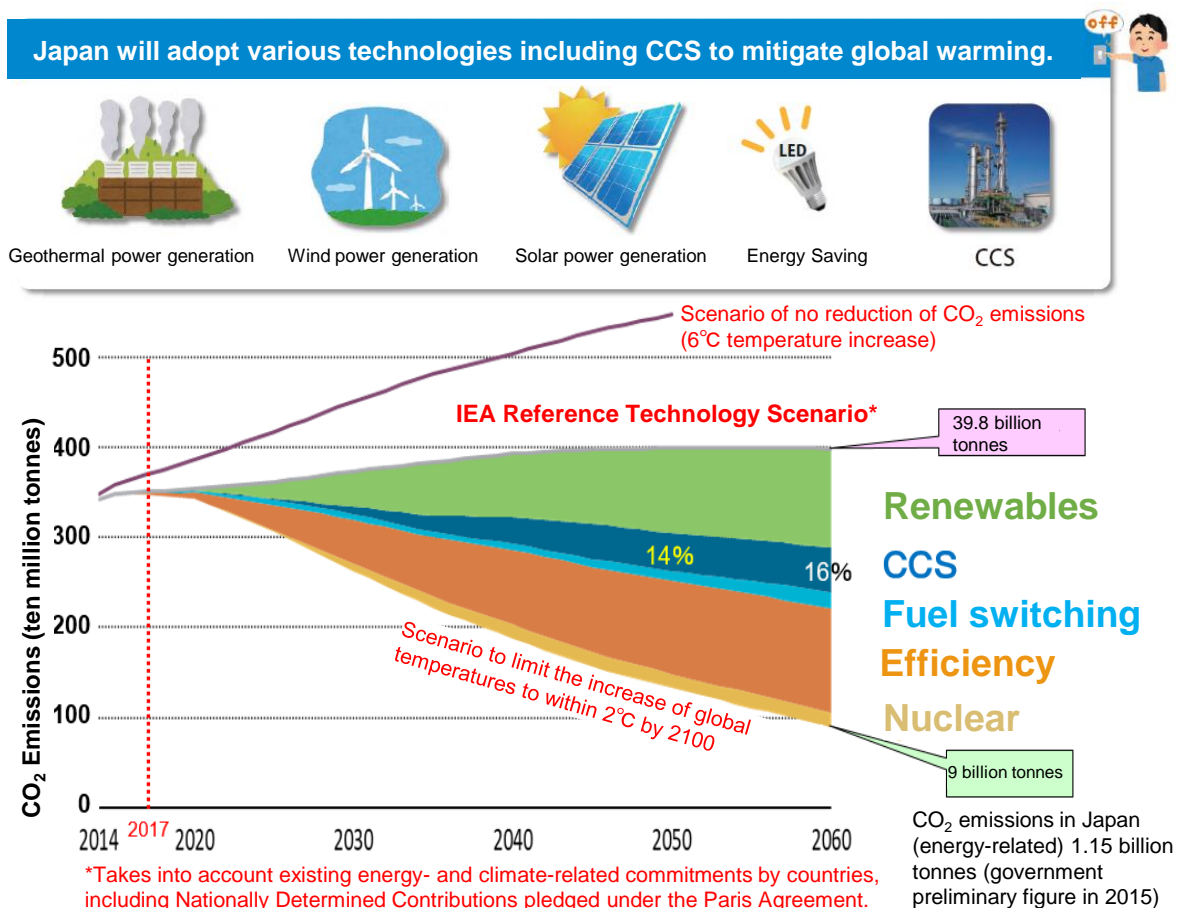 off
Japan will adopt various technologies including CCS to mitigate global warming.
LED
Geothermal power generation
Wind power generation
Solar power generation
Energy Saving
CCS
Scenario of no reduction of CO₂ emissions
(6℃ temperature increase)
IEA Reference Technology Scenario*
39.8 billion
tonnes
CO₂ Emissions (ten million tonnes)
500
400
300
200
100
0
14%
16%
Renewables
CCS
Fuel switching
Efficiency
Nuclear
Scenario to limit the increase of global
temperatures to within 2℃ by 2100
9 billion tonnes
2014
2017
2020
2030
2040
2050
2060
CO₂ emissions in Japan
(energy-related) 1.15 billion
tonnes (government
preliminary figure in 2015)
*Takes into account existing energy- and climate-related commitments by countries,
including Nationally Determined Contributions pledged under the Paris Agreement.